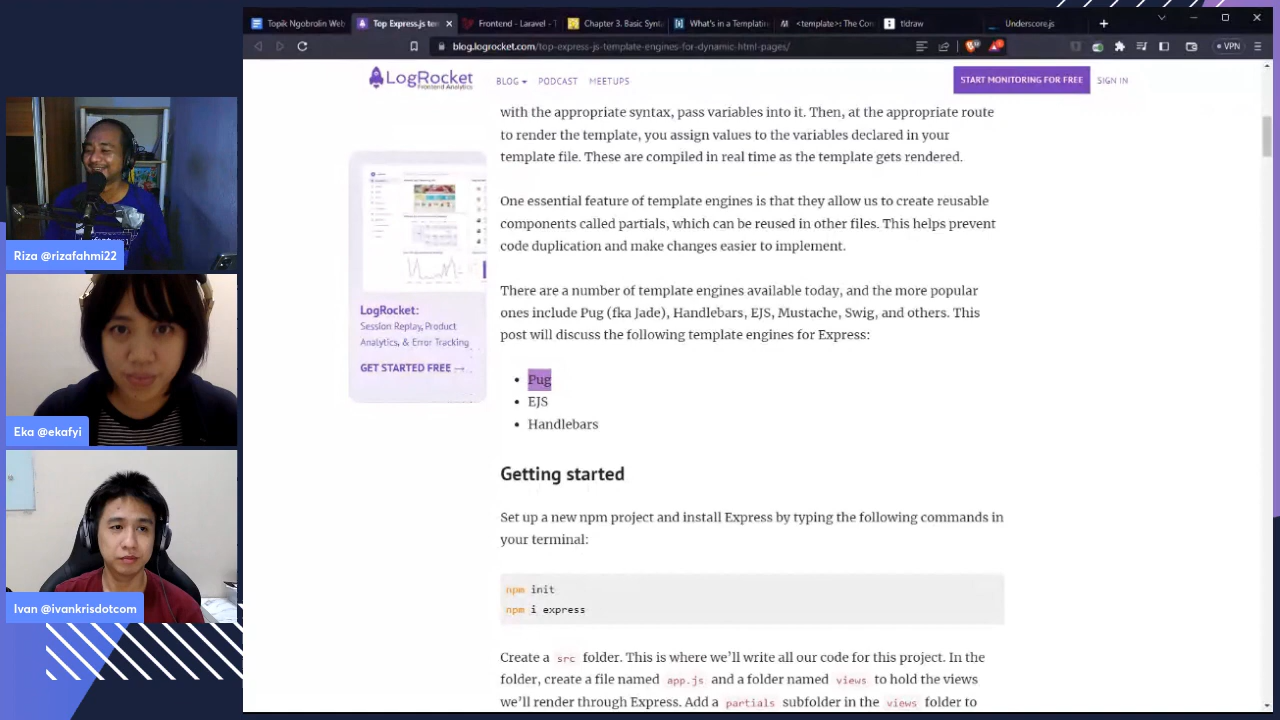 Topik Ngobrolin Web
Top Express.js tem
Frontend - Laravel - T
Chapter 3. Basic Synta
What's in a Templatin
<template>: The Con
tldraw
Underscore.js
blog.logrocket.com/top-express-js-template-engines-for-dynamic-html-pages/
VPN
LogRocket
Frontend Analytics
BLOG
PODCAST
MEETUPS
START MONITORING FOR FREE
SIGN IN
with the appropriate syntax, pass variables into it. Then, at the appropriate route
to render the template, you assign values to the variables declared in your
template file. These are compiled in real time as the template gets rendered.
One essential feature of template engines is that they allow us to create reusable
components called partials, which can be reused in other files. This helps prevent
code duplication and make changes easier to implement.
There are a number of template engines available today, and the more popular
ones include Pug (fka Jade), Handlebars, EJS, Mustache, Swig, and others. This
post will discuss the following template engines for Express:
• Pug
• EJS
• Handlebars
Getting started
Set up a new npm project and install Express by typing the following commands in
your terminal:
npm init
npm i express
Create a src folder. This is where we'll write all our code for this project. In the
folder, create a file named app.js and a folder named views to hold the views
we'll render through Express. Add a partials subfolder in the views folder to
LogRocket:
Session Replay, Product
Analytics, & Error Tracking
GET STARTED FREE →
Riza @rizafahmi22
Eka @ekafyi
Ivan @ivankrisdotcom